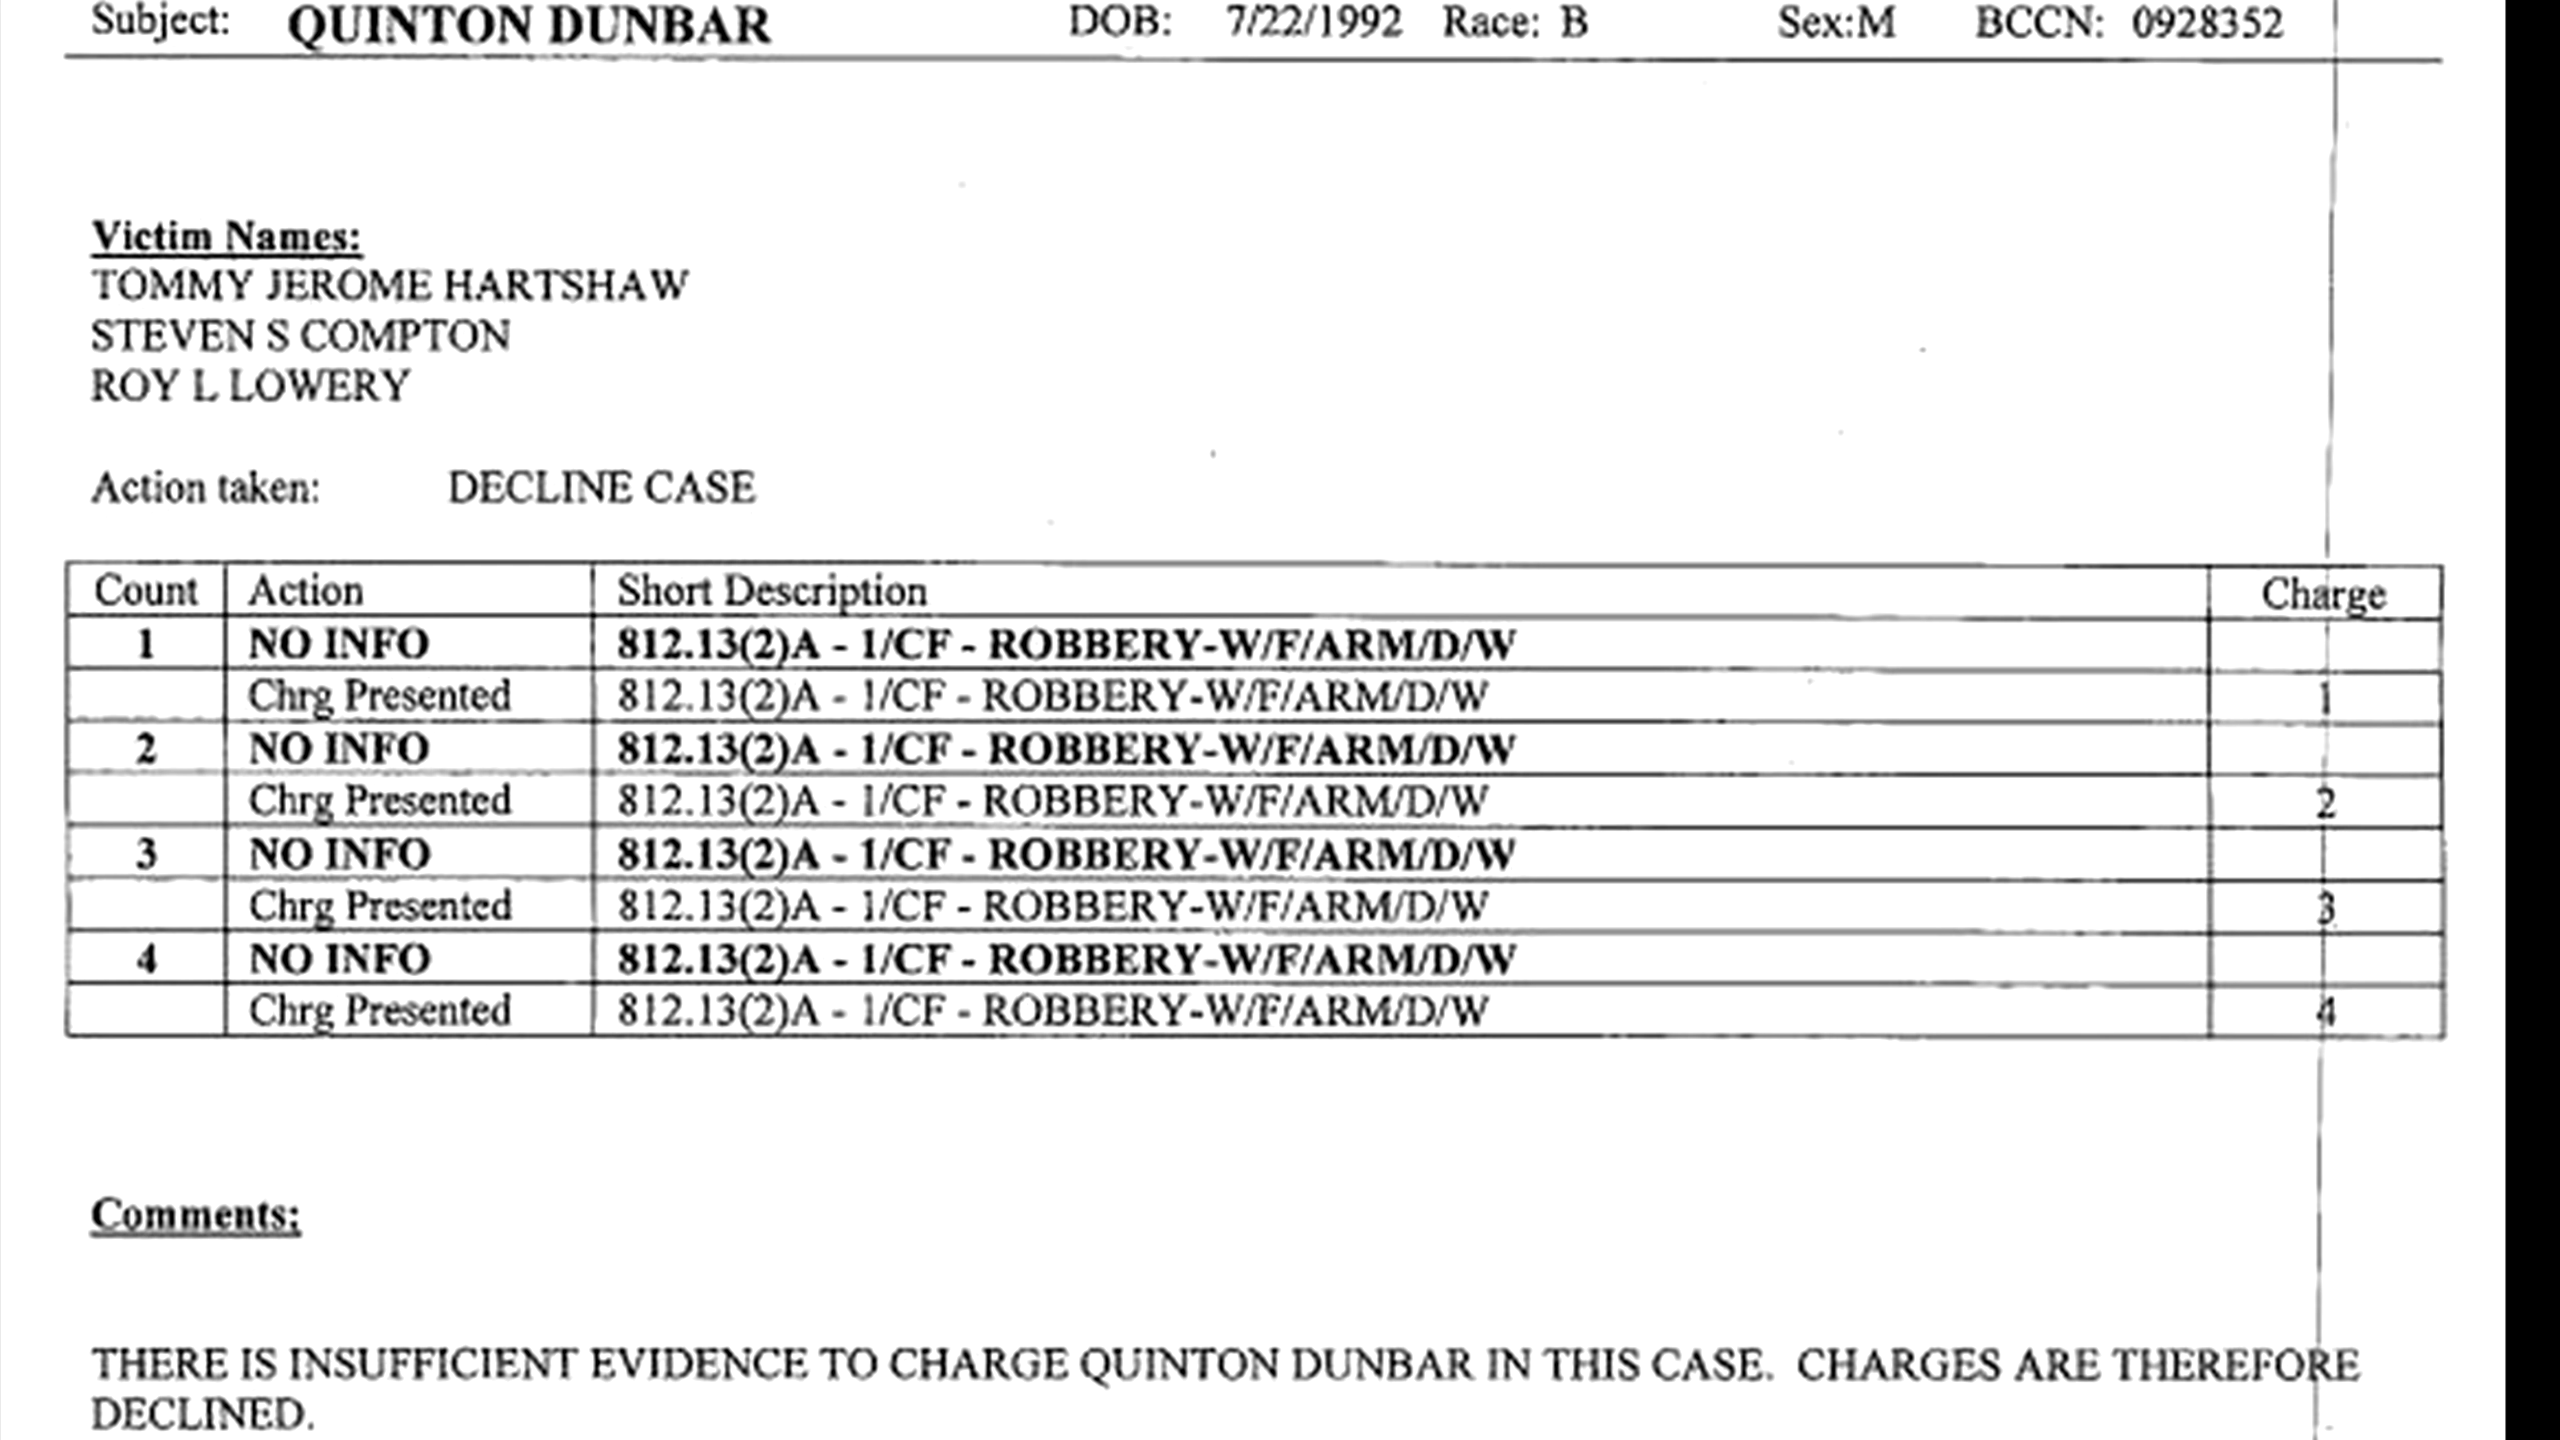 Subject: QUINTON DUNBAR DOB: 7/22/1992 Race: B Sex:M BCCN: 0928352
Victim Names:
TOMMY JEROME HARTSHAW
STEVEN S COMPTON
ROY L LOWERY
Action taken: DECLINE CASE
Count Action Short Description Charge
1 NO INFO 812.13(2)A - 1/CF - ROBBERY-W/F/ARM/D/W
Chrg Presented 812.13(2)A - 1/CF - ROBBERY-W/F/ARM/D/W 1
2 NO INFO 812.13(2)A - 1/CF - ROBBERY-W/F/ARM/D/W
Chrg Presented 812.13(2)A - 1/CF - ROBBERY-W/F/ARM/D/W 2
3 NO INFO 812.13(2)A - 1/CF - ROBBERY-W/F/ARM/D/W
Chrg Presented 812.13(2)A - 1/CF - ROBBERY-W/F/ARM/D/W 3
4 NO INFO 812.13(2)A - 1/CF - ROBBERY-W/F/ARM/D/W
Chrg Presented 812.13(2)A - 1/CF - ROBBERY-W/F/ARM/D/W 4
Comments:
THERE IS INSUFFICIENT EVIDENCE TO CHARGE QUINTON DUNBAR IN THIS CASE. CHARGES ARE THEREFORE
DECLINED.